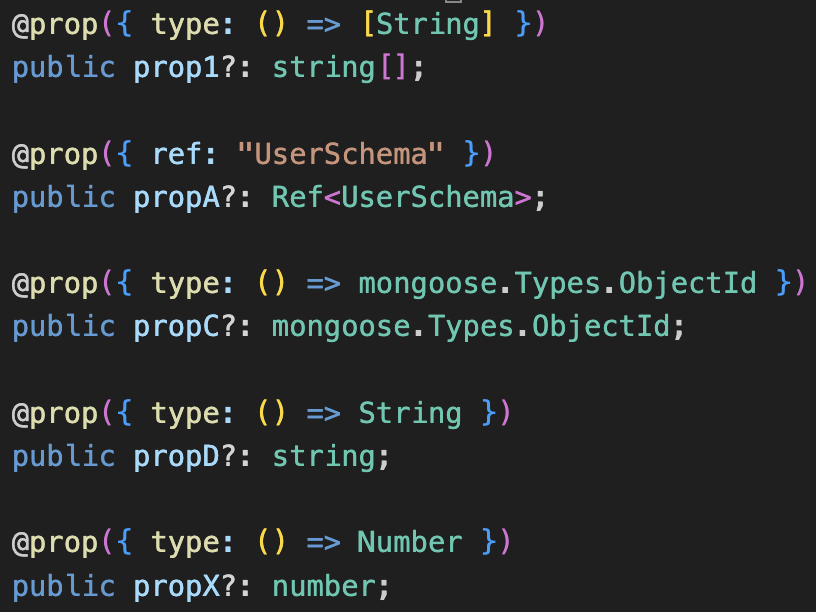 @prop({ type: () => [String] })
public prop1?: string[];
@prop({ ref: "UserSchema" })
public propA?: Ref<UserSchema>;
@prop({ type: () => mongoose.Types.ObjectId })
public propC?: mongoose.Types.ObjectId;
@prop({ type: () => String })
public propD?: string;
@prop({ type: () => Number })
public propX?: number;